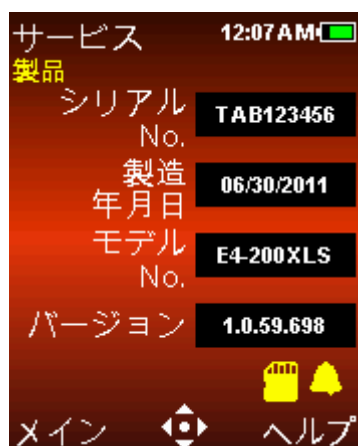 サービス 12:07AM
製品
シリアル
No. TAB123456
製造
年月日 06/30/2011
モデル
No. E4-200XLS
バージョン 1.0.59.698
メイン ヘルプ